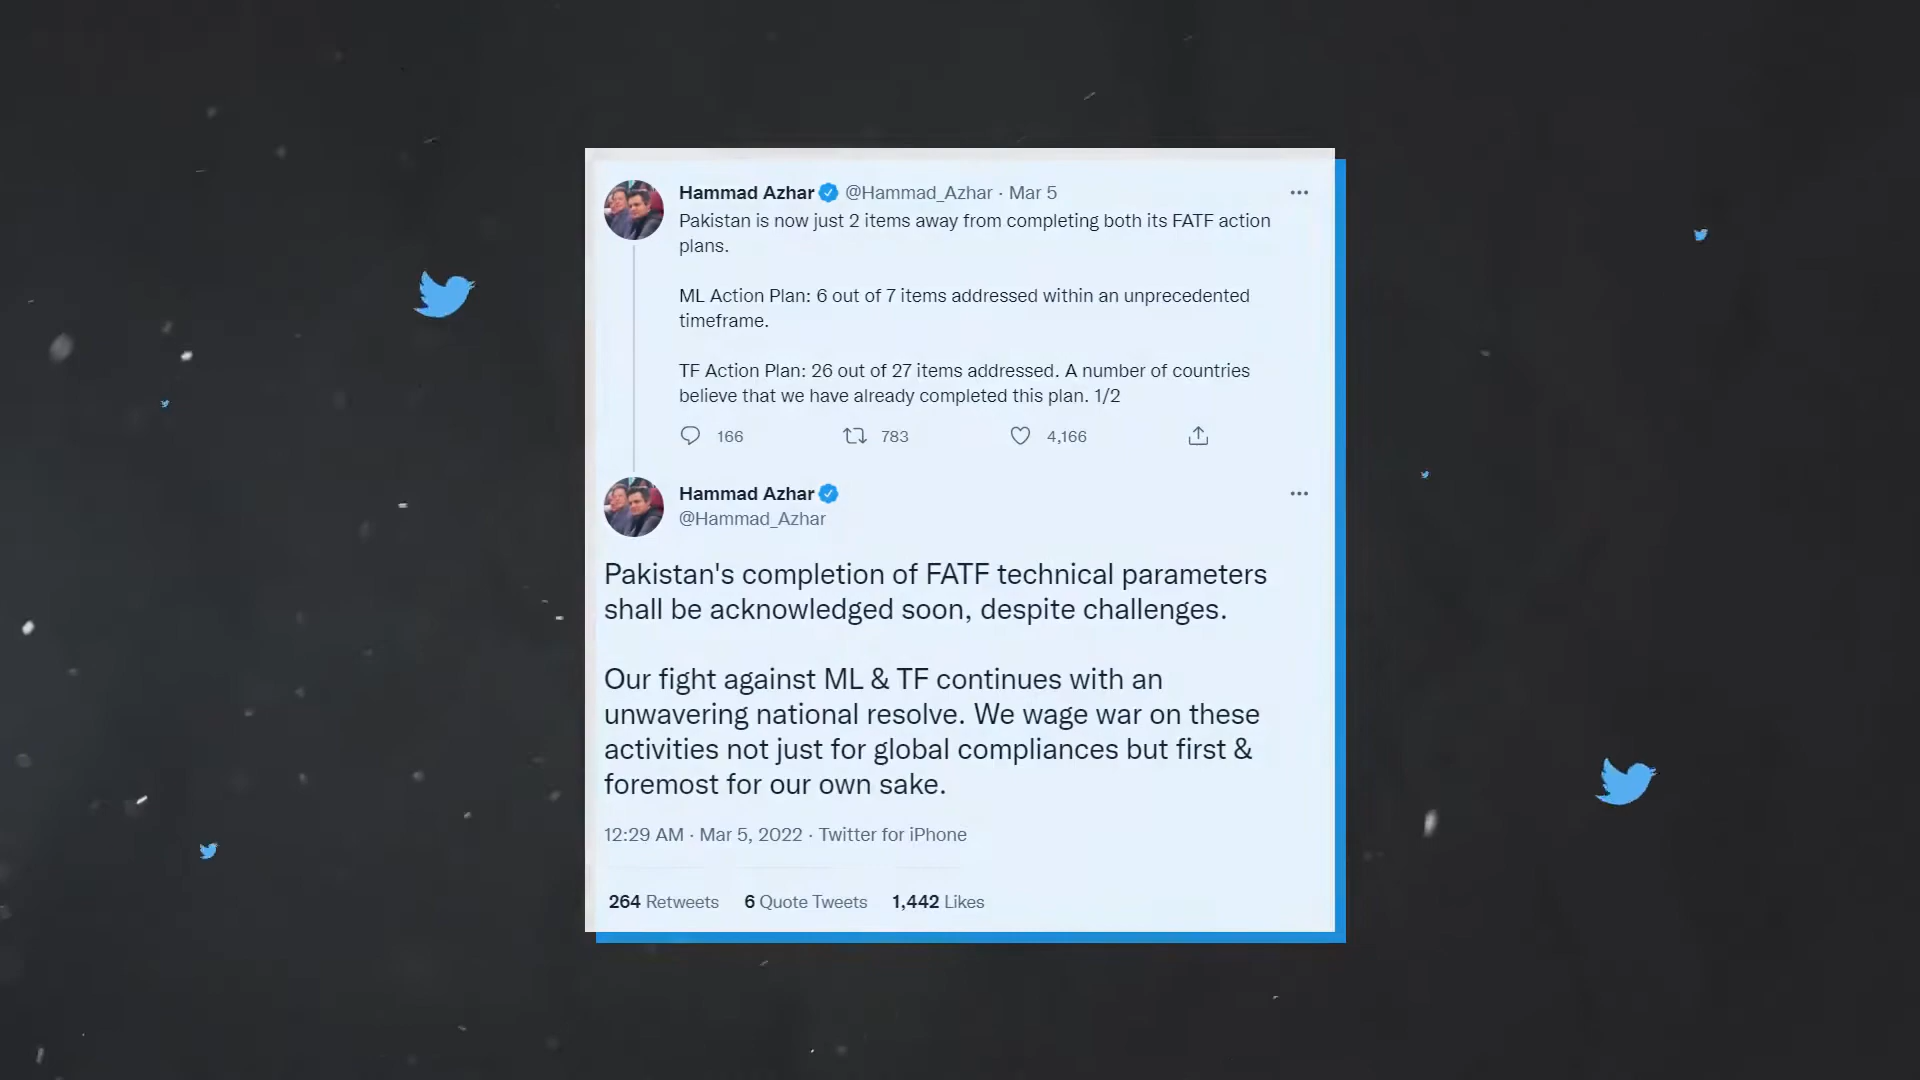 Hammad Azhar @Hammad_Azhar · Mar 5
Pakistan is now just 2 items away from completing both its FATF action
plans.
ML Action Plan: 6 out of 7 items addressed within an unprecedented
timeframe.
TF Action Plan: 26 out of 27 items addressed. A number of countries
believe that we have already completed this plan. 1/2
166 783 4,166
Hammad Azhar
@Hammad_Azhar
Pakistan's completion of FATF technical parameters
shall be acknowledged soon, despite challenges.
Our fight against ML & TF continues with an
unwavering national resolve. We wage war on these
activities not just for global compliances but first &
foremost for our own sake.
12:29 AM · Mar 5, 2022 · Twitter for iPhone
264 Retweets 6 Quote Tweets 1,442 Likes